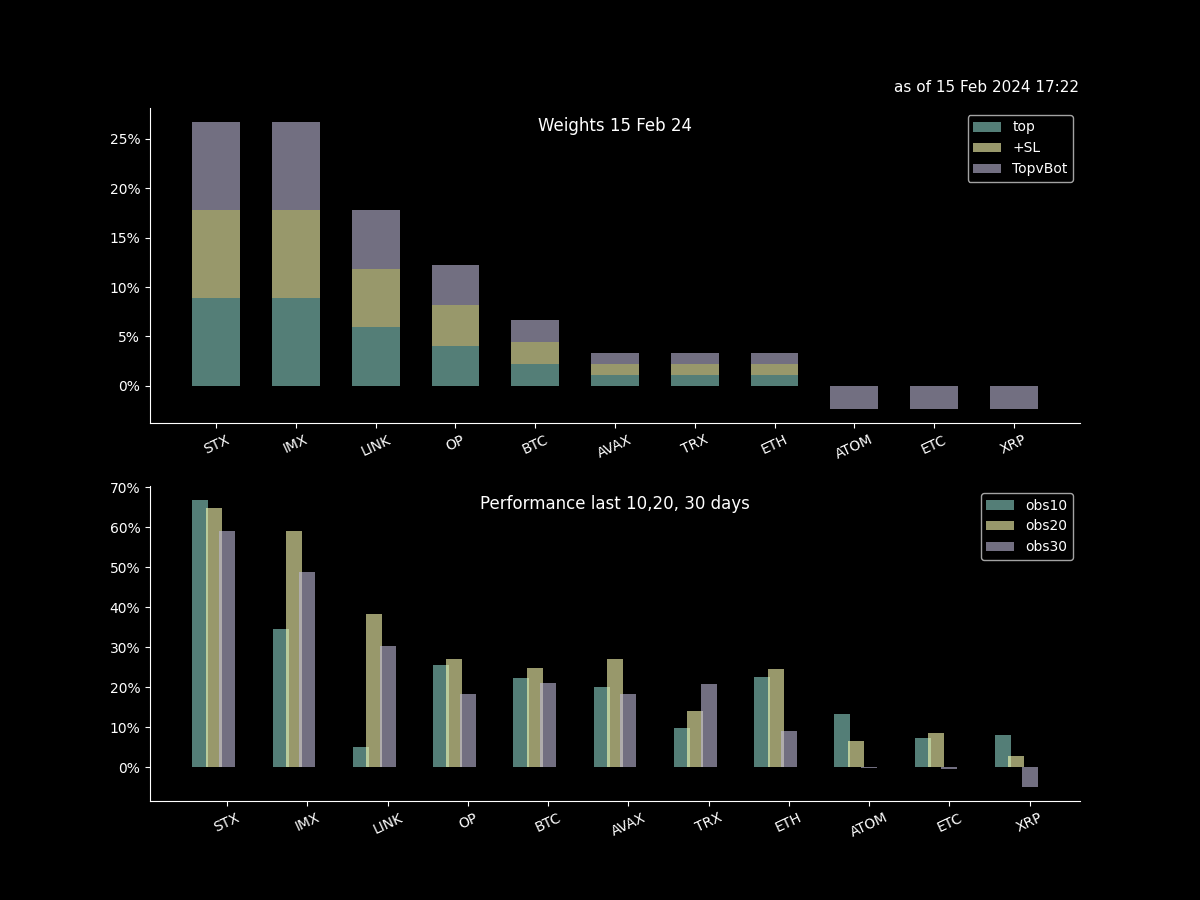 as of 15 Feb 2024 17:22
Weights 15 Feb 24
top
+SL
TopvBot
25%
20%
15%
10%
5%
0%
STX IMX LINK OP BTC AVAX TRX ETH ATOM ETC XRP
Performance last 10,20, 30 days
obs10
obs20
obs30
70%
60%
50%
40%
30%
20%
10%
0%
STX IMX LINK OP BTC AVAX TRX ETH ATOM ETC XRP